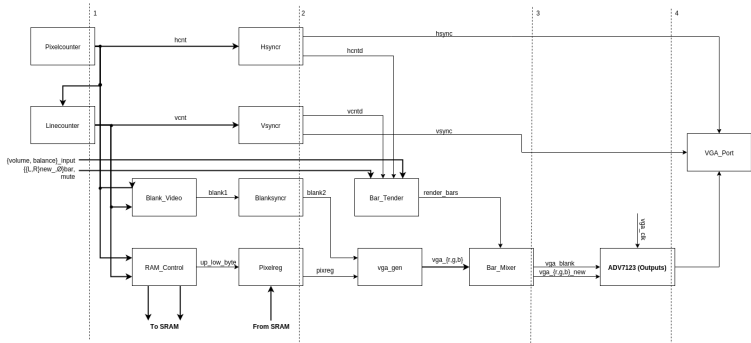 1
2
3
4
Pixelcounter
hcnt
Hsyncr
hsync
hcntd
Linecounter
vcnt
Vsyncr
vcntd
vsync
VGA_Port
{volume, balance}_input
{{L,R}new_,Ø}bar,
mute
Blank_Video
blank1
Blanksyncr
blank2
Bar_Tender
render_bars
vga_clk
RAM_Control
up_low_byte
Pixelreg
pixreg
vga_gen
vga_{r,g,b}
Bar_Mixer
vga_blank
vga_{r,g,b}_new
ADV7123 (Outputs)
To SRAM
From SRAM